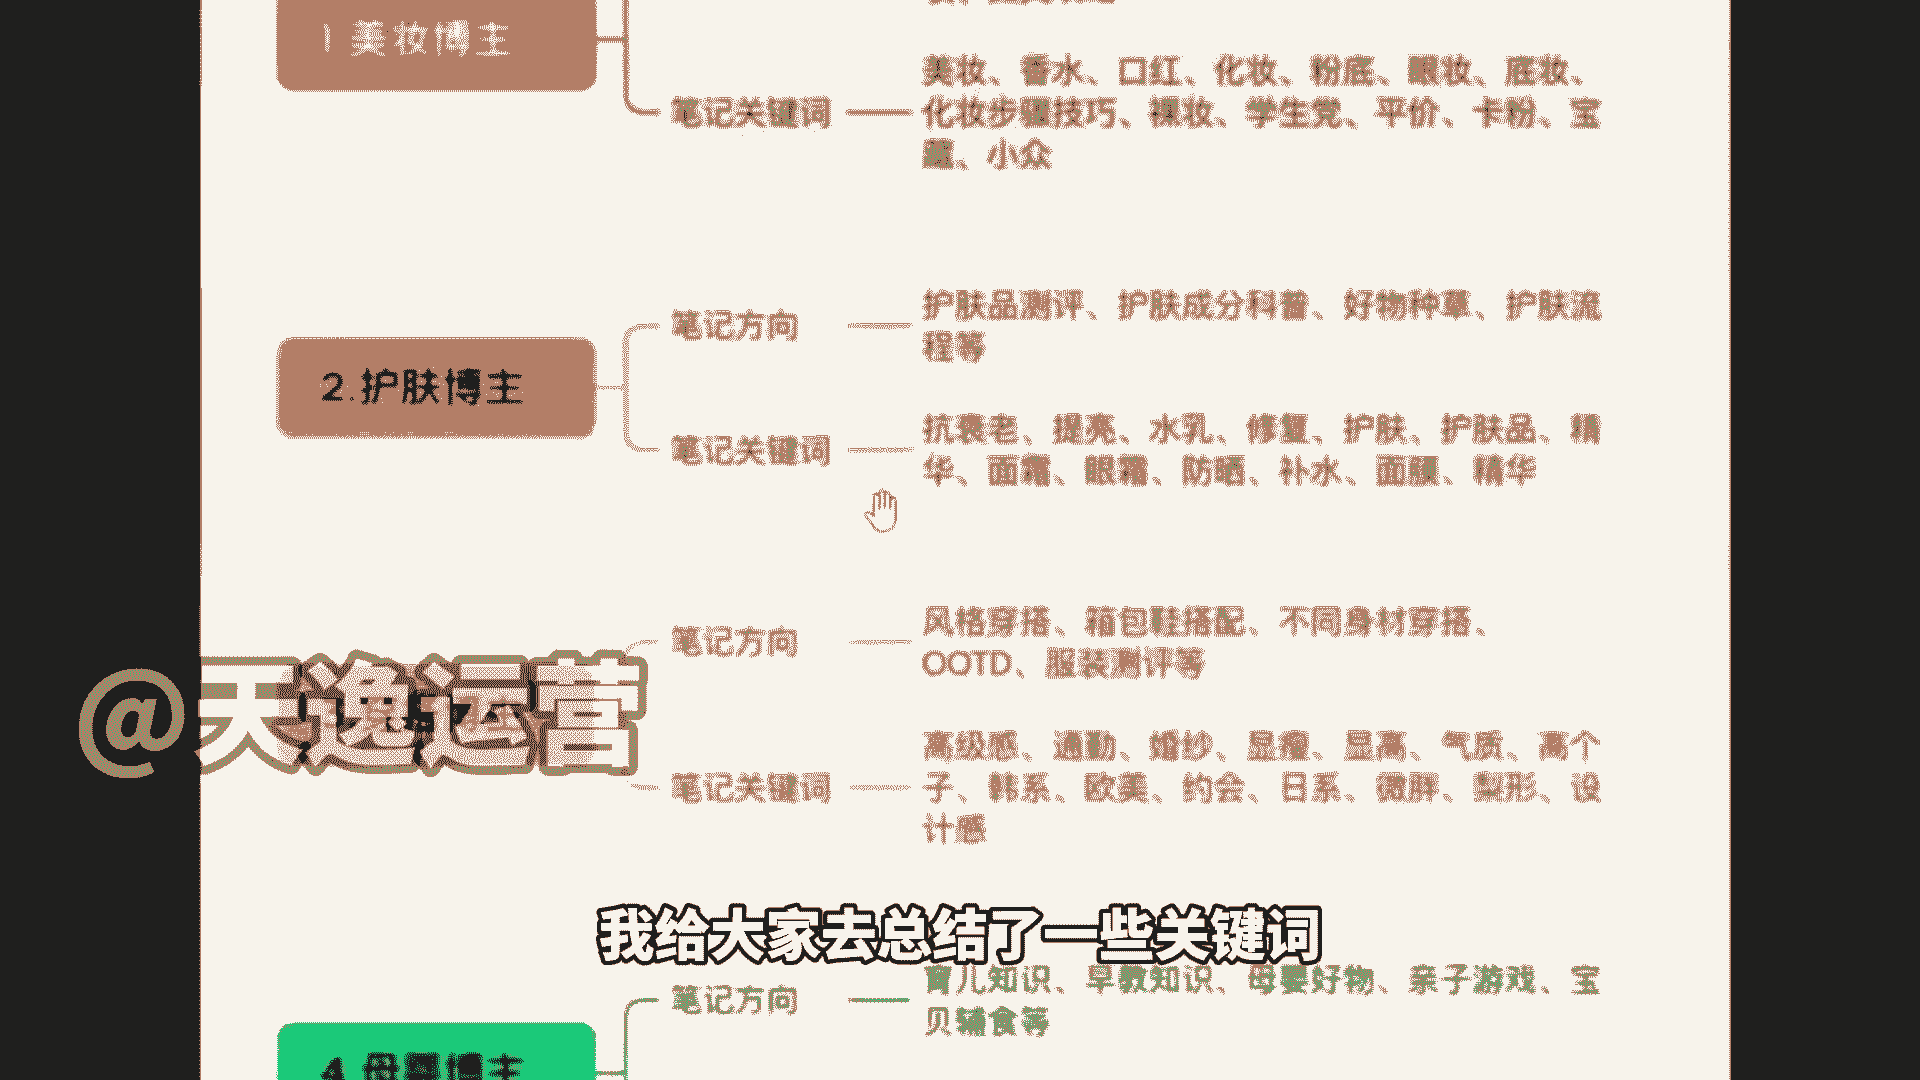 1 美妆博主
美妆、香水、口红、化妆、粉底、眼妆、底妆、
笔记关键词
化妆步骤技巧、裸妆、学生党、平价、卡粉、宝
藏、小众
护肤品测评、护肤成分科普、好物种草、护肤流
笔记方向
程等
2.护肤博主
抗衰老、提亮、水乳、修复、护肤、护肤品、精
笔记关键词
华、面霜、眼霜、防晒、补水、面膜、精华
风格穿搭、箱包鞋搭配、不同身材穿搭、
笔记方向
OOTD、服装测评等
@天逸运营
高级感、通勤、婚纱、显瘦、显高、气质、高个
笔记关键词
子、韩系、欧美、约会、日系、微胖、梨形、设
计感
我给大家去总结了一些关键词
育儿知识、早教知识、母婴好物、亲子游戏、宝
笔记方向
贝辅食等
4.母婴博主